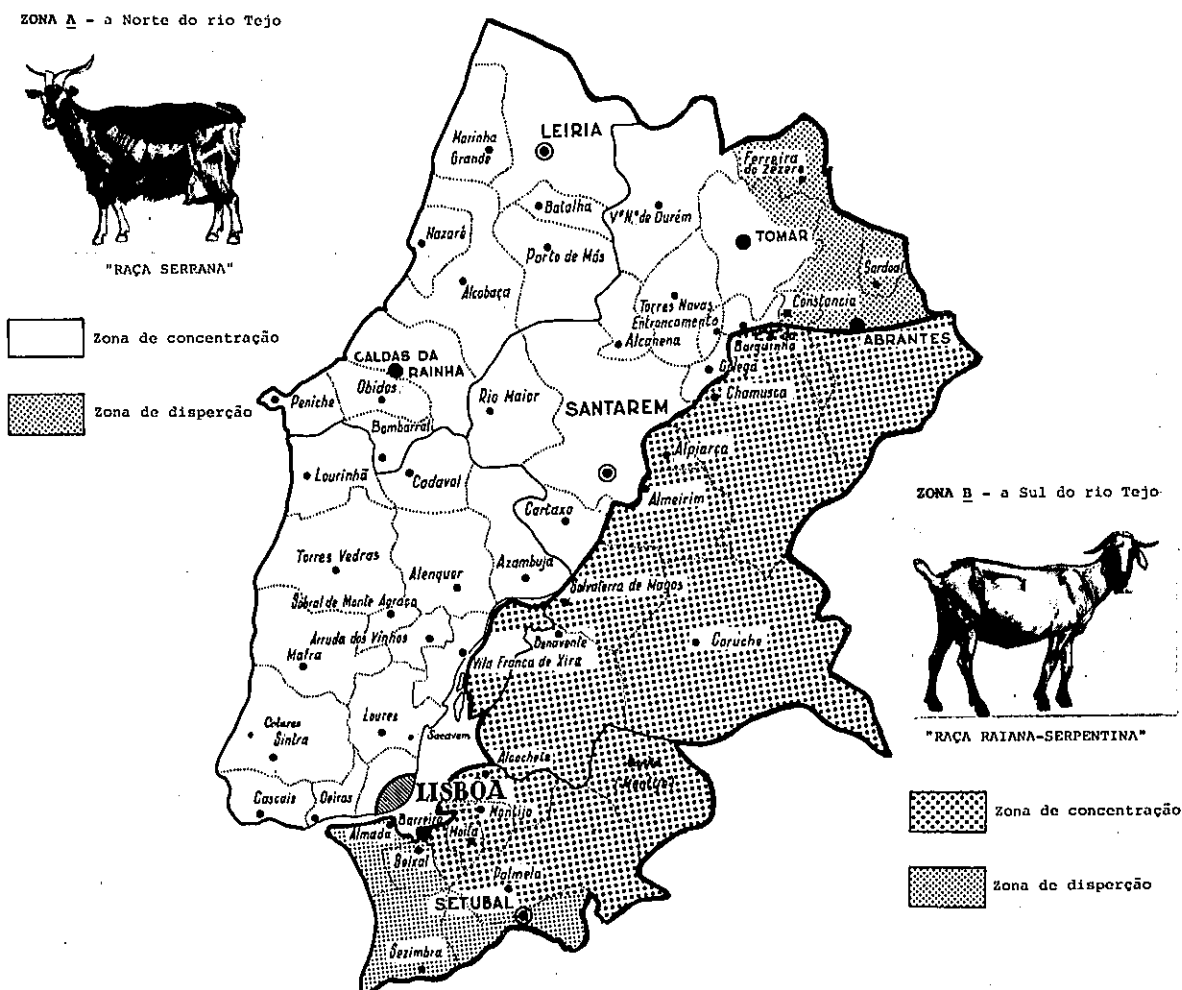 ZONA A - a Norte do rio Tejo
"RAÇA SERRANA"
Zona de concentração
Zona de disperção
LEIRIA
Marinha
Grande
Batalha
Vª Nª de Ourém
Ferreira
do Zêzere
TOMAR
Nazaré
Porto de Mós
Sardoal
Alcobaça
Torres Novas
Constancia
Entroncamento
Alcanena
Barquinha
ABRANTES
CALDAS DA
RAINHA
Golegã
Peniche
Obidos
Rio Maior
SANTAREM
Chamusca
Bombarral
Alpiarça
Lourinhã
Cadaval
Almeirim
Cartaxo
Torres Vedras
Alenquer
Azambuja
Salvaterra de Magos
Sobral de Monte Agraço
Arruda dos Vinhos
Benavente
Coruche
Mafra
Vila Franca de Xira
Colares
Sintra
Loures
Sacavem
Alcochete
(Montijo)
Cascais
Oeiras
LISBOA
Montijo
Almada
Barreiro
Moita
Seixal
Palmela
SETUBAL
Sezimbra
ZONA B - a Sul do rio Tejo
"RAÇA RAIANA-SERPENTINA"
Zona de concentração
Zona de disperção